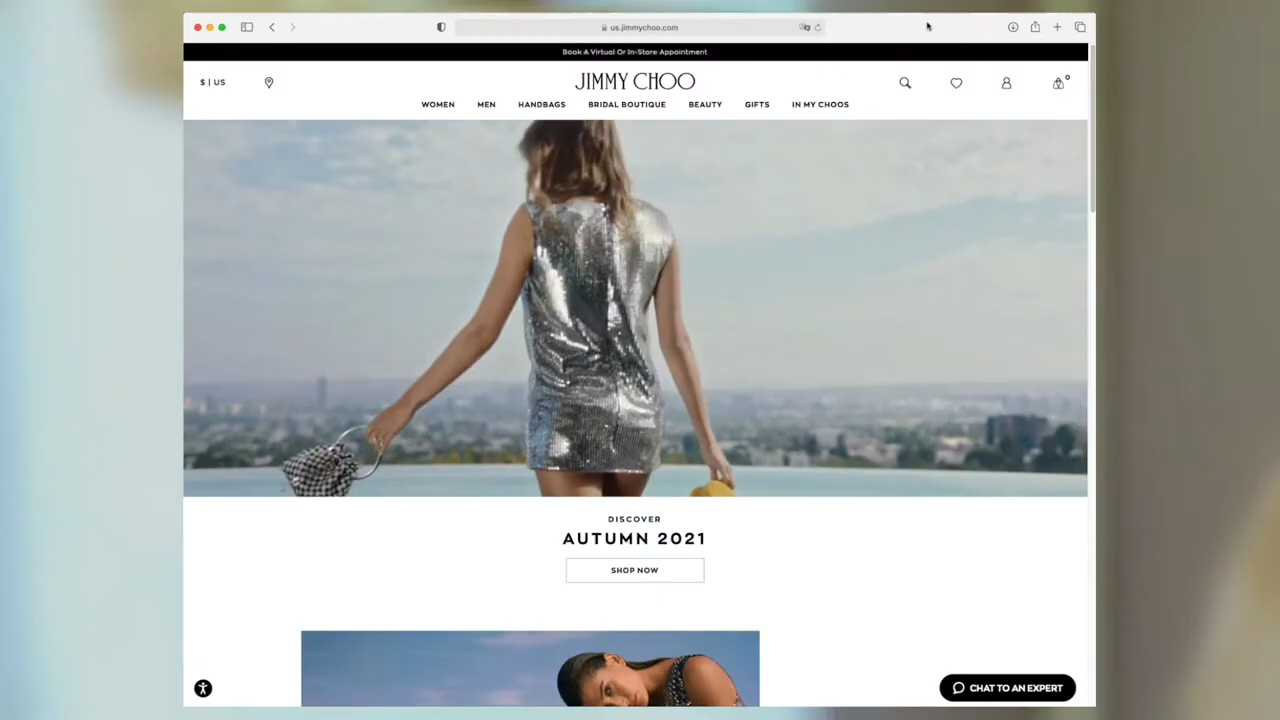 us.jimmychoo.com
Book A Virtual Or In-Store Appointment
$ | US
JIMMY CHOO
0
WOMEN MEN HANDBAGS BRIDAL BOUTIQUE BEAUTY GIFTS IN MY CHOOS
DISCOVER
AUTUMN 2021
SHOP NOW
CHAT TO AN EXPERT